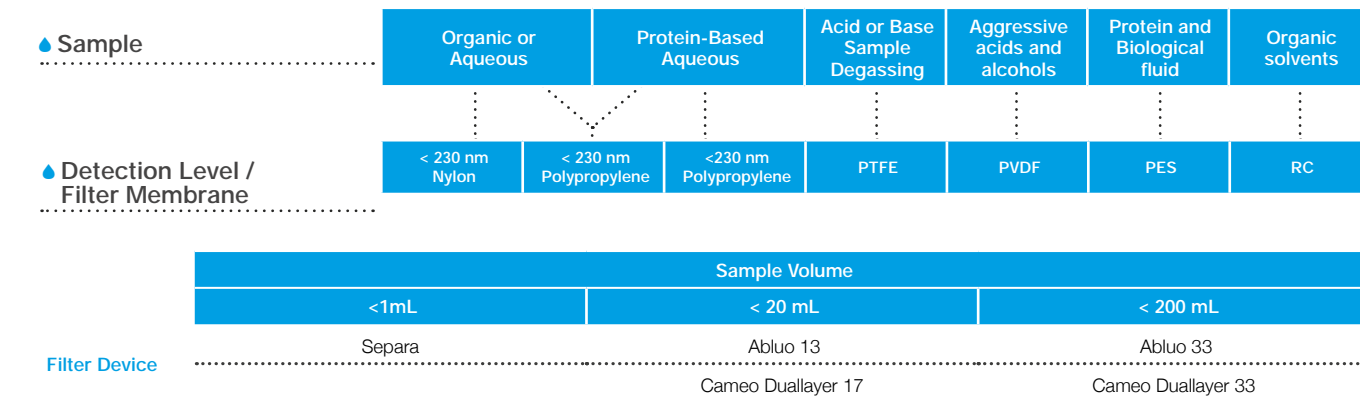 Sample
Organic or
Aqueous
Protein-Based
Aqueous
Acid or Base
Sample
Degassing
Aggressive
acids and
alcohols
Protein and
Biological
fluid
Organic
solvents
Detection Level /
Filter Membrane
< 230 nm
Nylon
< 230 nm
Polypropylene
<230 nm
Polypropylene
PTFE
PVDF
PES
RC
Sample Volume
<1mL
< 20 mL
< 200 mL
Filter Device
Separa
Abluo 13
Abluo 33
Cameo Duallayer 17
Cameo Duallayer 33